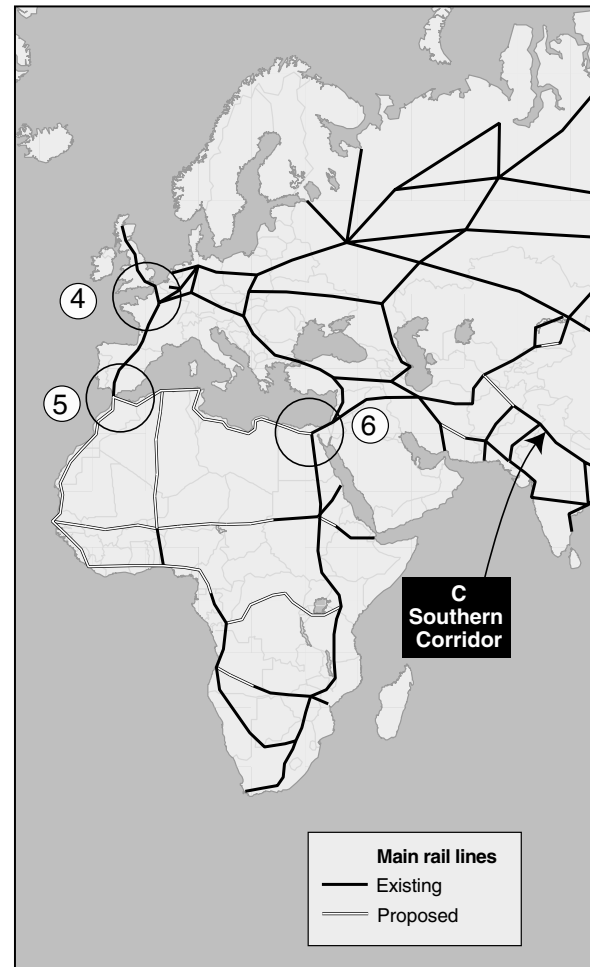 4
5
6
C
Southern
Corridor
Main rail lines
Existing
Proposed